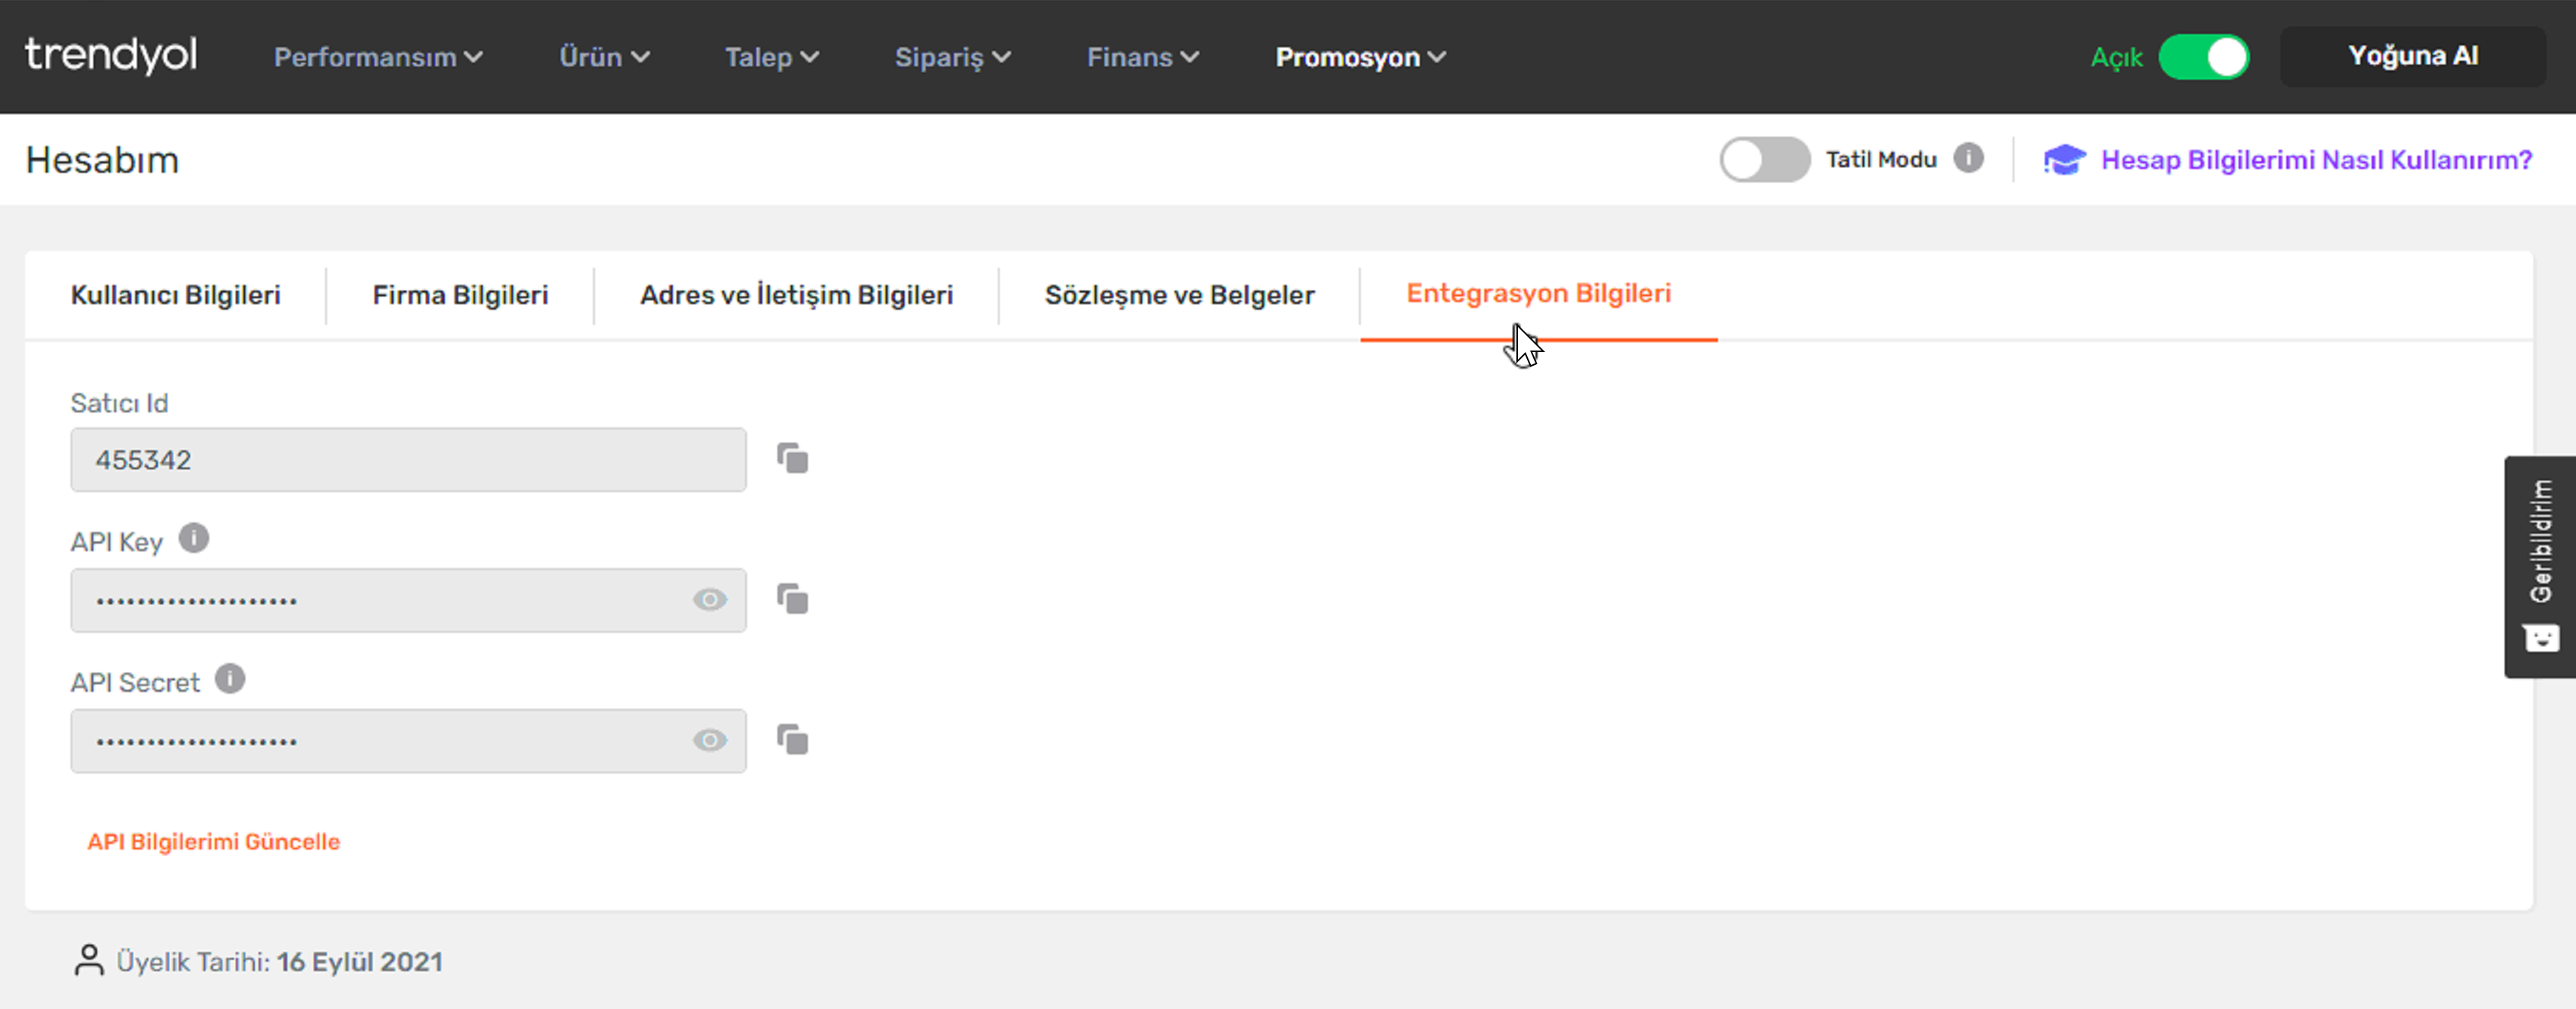 trendyol Performansım Ürün Talep Sipariş Finans Promosyon Açık Yoğuna Al
Hesabım Tatil Modu Hesap Bilgilerimi Nasıl Kullanırım?
Kullanıcı Bilgileri Firma Bilgileri Adres ve İletişim Bilgileri Sözleşme ve Belgeler Entegrasyon Bilgileri
Satıcı Id
455342
API Key
API Secret
API Bilgilerimi Güncelle
Üyelik Tarihi: 16 Eylül 2021
Geribildirim